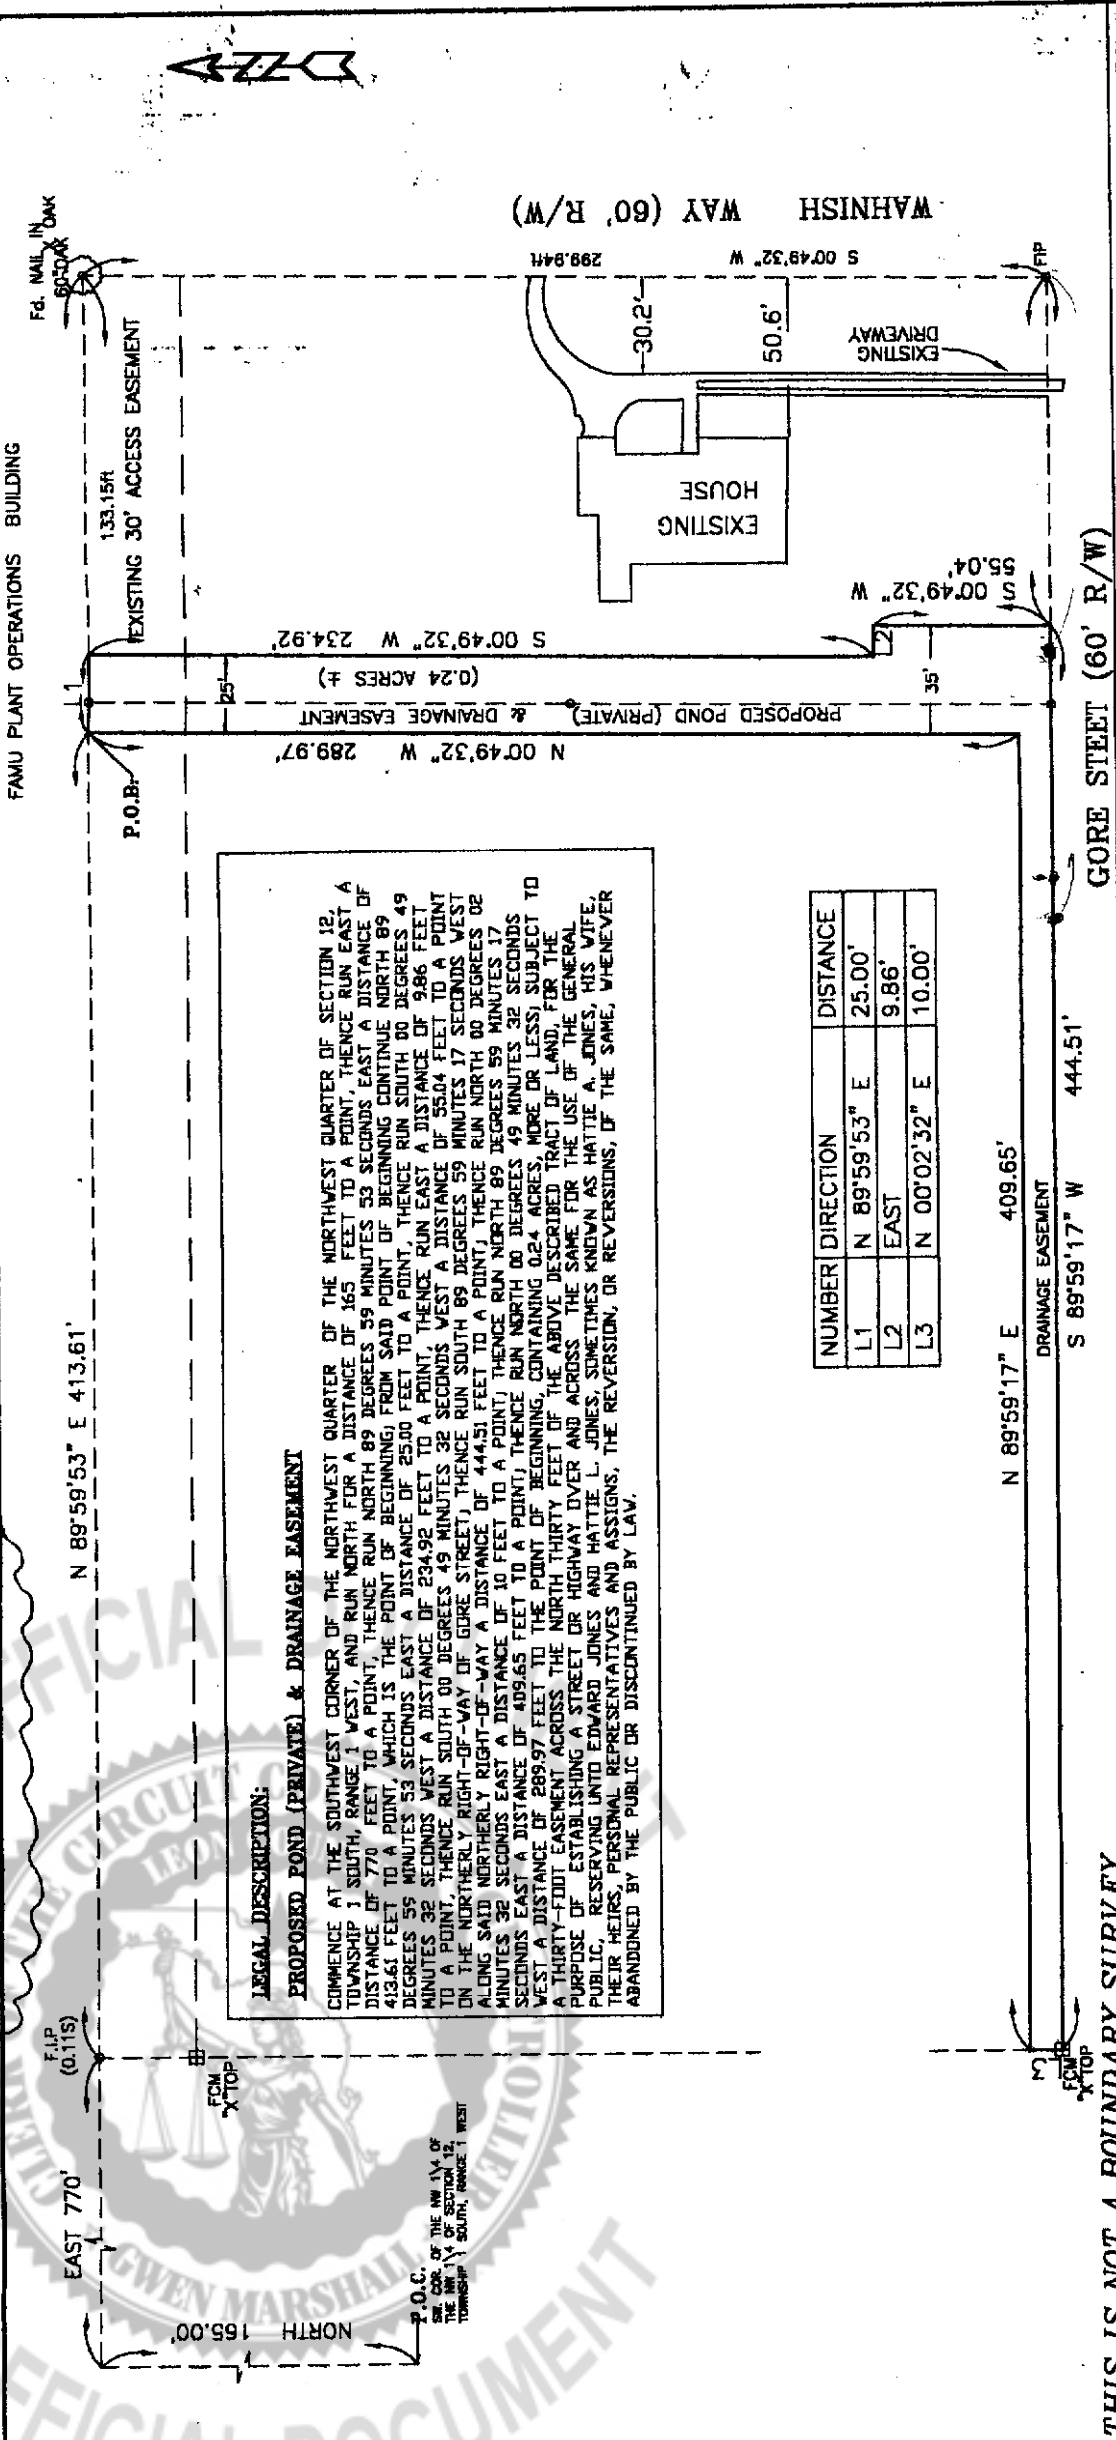 FAMU PLANT OPERATIONS BUILDING
Fd. NAIL IN
60" OAK
X OAK
133.15ft
EXISTING 30' ACCESS EASEMENT
WAHNISH WAY (60' R/W)
299.94ft
S 00°49'32" W
30.2'
50.6'
EXISTING
DRIVEWAY
FIP
EXISTING
HOUSE
S 00°49'32" W
55.04'
L1
P.O.B.
S 00°49'32" W 234.92'
(0.24 ACRES ±)
25'
PROPOSED POND (PRIVATE) & DRAINAGE EASEMENT
N 00°49'32" W 289.97'
L2
35'
GORE STEET (60' R/W)
N 89°59'53" E 413.61'
LEGAL DESCRIPTION:
PROPOSED POND (PRIVATE) & DRAINAGE EASEMENT
COMMENCE AT THE SOUTHWEST CORNER OF THE NORTHWEST QUARTER OF THE NORTHWEST QUARTER OF SECTION 12,
TOWNSHIP 1 SOUTH, RANGE 1 WEST, AND RUN NORTH FOR A DISTANCE OF 165 FEET TO A POINT, THENCE RUN EAST A
DISTANCE OF 770 FEET TO A POINT, THENCE RUN NORTH 89 DEGREES 59 MINUTES 53 SECONDS EAST A DISTANCE OF
413.61 FEET TO A POINT, WHICH IS THE POINT OF BEGINNING; FROM SAID POINT OF BEGINNING CONTINUE NORTH 89
DEGREES 59 MINUTES 53 SECONDS EAST A DISTANCE OF 25.00 FEET TO A POINT, THENCE RUN SOUTH 00 DEGREES 49
MINUTES 32 SECONDS WEST A DISTANCE OF 234.92 FEET TO A POINT, THENCE RUN EAST A DISTANCE OF 9.86 FEET
TO A POINT, THENCE RUN SOUTH 00 DEGREES 49 MINUTES 32 SECONDS WEST A DISTANCE OF 55.04 FEET TO A POINT
ON THE NORTHERLY RIGHT-OF-WAY OF GORE STREET; THENCE RUN SOUTH 89 DEGREES 59 MINUTES 17 SECONDS WEST
ALONG SAID NORTHERLY RIGHT-OF-WAY A DISTANCE OF 444.51 FEET TO A POINT; THENCE RUN NORTH 00 DEGREES 02
MINUTES 32 SECONDS EAST A DISTANCE OF 10 FEET TO A POINT; THENCE RUN NORTH 89 DEGREES 59 MINUTES 17
SECONDS EAST A DISTANCE OF 409.65 FEET TO A POINT; THENCE RUN NORTH 00 DEGREES 49 MINUTES 32 SECONDS
WEST A DISTANCE OF 289.97 FEET TO THE POINT OF BEGINNING, CONTAINING 0.24 ACRES, MORE OR LESS; SUBJECT TO
A THIRTY-FOOT EASEMENT ACROSS THE NORTH THIRTY FEET OF THE ABOVE DESCRIBED TRACT OF LAND, FOR THE
PURPOSE OF ESTABLISHING A STREET OR HIGHWAY OVER AND ACROSS THE SAME FOR THE USE OF THE GENERAL
PUBLIC, RESERVING UNTO EDWARD JONES AND HATTIE L. JONES, SOMETIMES KNOWN AS HATTIE A. JONES, HIS WIFE,
THEIR HEIRS, PERSONAL REPRESENTATIVES AND ASSIGNS, THE REVERSION, OR REVERSIONS, OF THE SAME, WHENEVER
ABANDONED BY THE PUBLIC OR DISCONTINUED BY LAW.
NUMBER DIRECTION DISTANCE
L1 N 89°59'53" E 25.00'
L2 EAST 9.86'
L3 N 00°02'32" E 10.00'
N 89°59'17" E 409.65'
DRAINAGE EASEMENT
S 89°59'17" W 444.51'
F.I.P
(0.11S)
FCM
"X"TOP
EAST 770'
NORTH 165.00'
P.O.C.
SW. COR. OF THE NW 1\4 OF
THE NW 1\4 OF SECTION 12,
TOWNSHIP 1 SOUTH, RANGE 1 WEST
L3
FCM
"X"TOP
THIS IS NOT A BOUNDARY SURVEY
CLERK OF THE CIRCUIT COURT
COMPTROLLER
GWEN MARSHALL
LEON COUNTY
OFFICIAL DOCUMENT